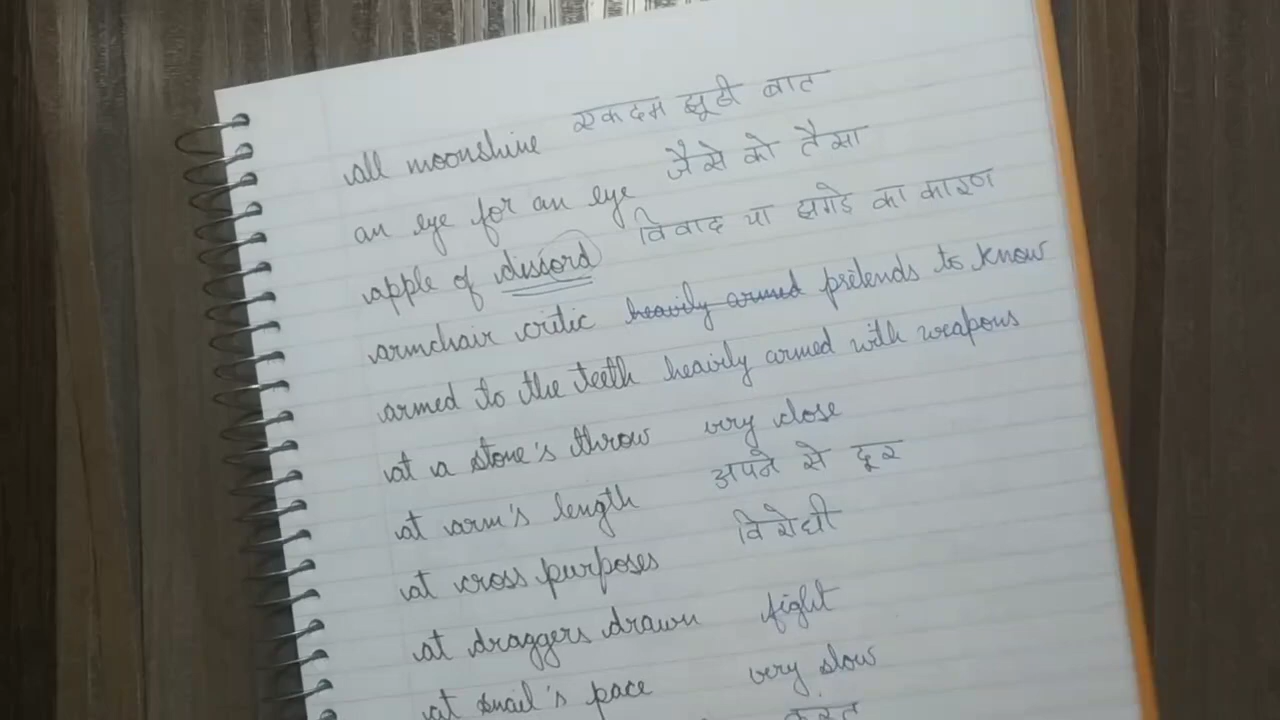 all moonshine एकदम झूठी बात
an eye for an eye जैसे को तैसा
apple of discord विवाद या झगड़े का कारण
armchair critic heavily armed pretends to know
armed to the teeth heavily armed with weapons
at a stone's throw very close
at arm's length अपने से दूर
at cross purposes विरोधी
at draggers drawn fight
at snail's pace very slow